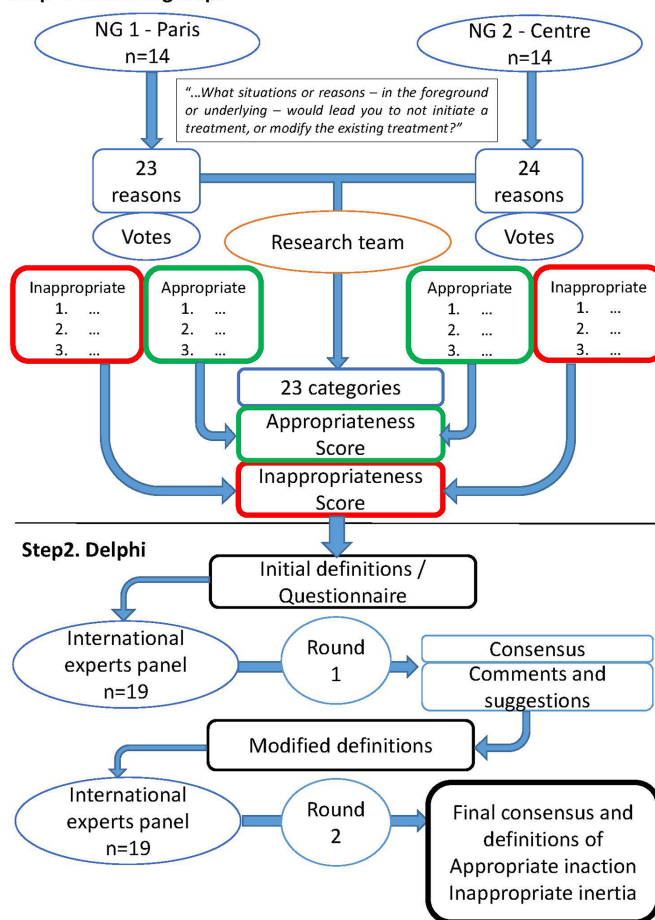 NG 1 - Paris
n=14
NG 2 - Centre
n=14
“...What situations or reasons – in the foreground
or underlying – would lead you to not initiate a
treatment, or modify the existing treatment?”
23
reasons
24
reasons
Votes
Research team
Votes
Inappropriate
1. ...
2. ...
3. ...
Appropriate
1. ...
2. ...
3. ...
Appropriate
1. ...
2. ...
3. ...
Inappropriate
1. ...
2. ...
3. ...
23 categories
Appropriateness
Score
Inappropriateness
Score
Step2. Delphi
Initial definitions /
Questionnaire
International
experts panel
n=19
Round
1
Consensus
Comments and
suggestions
Modified definitions
International
experts panel
n=19
Round
2
Final consensus and
definitions of
Appropriate inaction
Inappropriate inertia